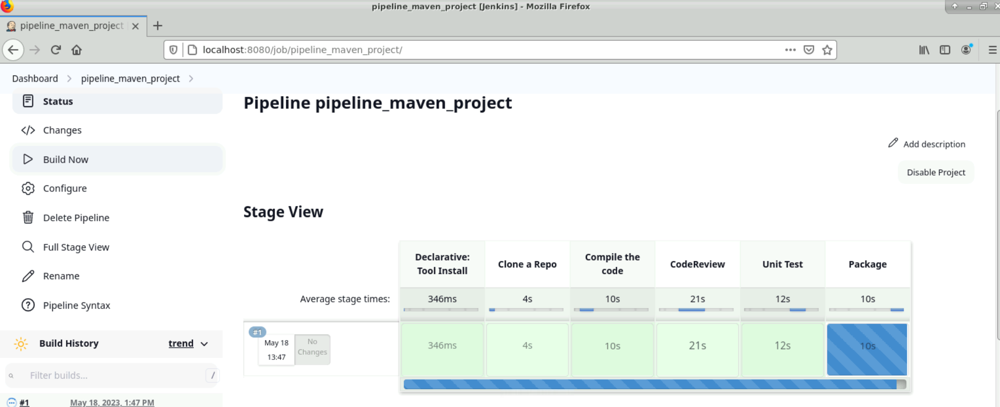 pipeline_maven_project [Jenkins] - Mozilla Firefox
pipeline_maven_project
localhost:8080/job/pipeline_maven_project/
Dashboard
pipeline_maven_project
Status
Changes
Build Now
Configure
Delete Pipeline
Full Stage View
Rename
Pipeline Syntax
Build History
trend
Filter builds...
/
#1
May 18, 2023, 1:47 PM
Pipeline pipeline_maven_project
Add description
Disable Project
Stage View
Declarative:
Tool Install
Clone a Repo
Compile the
code
CodeReview
Unit Test
Package
Average stage times:
346ms
4s
10s
21s
12s
10s
#1
May 18
13:47
No
Changes
346ms
4s
10s
21s
12s
10s